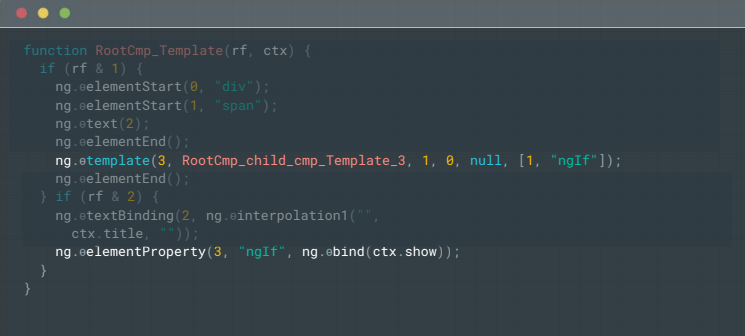 function RootCmp_Template(rf, ctx) {
if (rf & 1) {
ng.ɵelementStart(0, "div");
ng.ɵelementStart(1, "span");
ng.ɵtext(2);
ng.ɵelementEnd();
ng.ɵtemplate(3, RootCmp_child_cmp_Template_3, 1, 0, null, [1, "ngIf"]);
ng.ɵelementEnd();
} if (rf & 2) {
ng.ɵtextBinding(2, ng.ɵinterpolation1("",
ctx.title, ""));
ng.ɵelementProperty(3, "ngIf", ng.ɵbind(ctx.show));
}
}